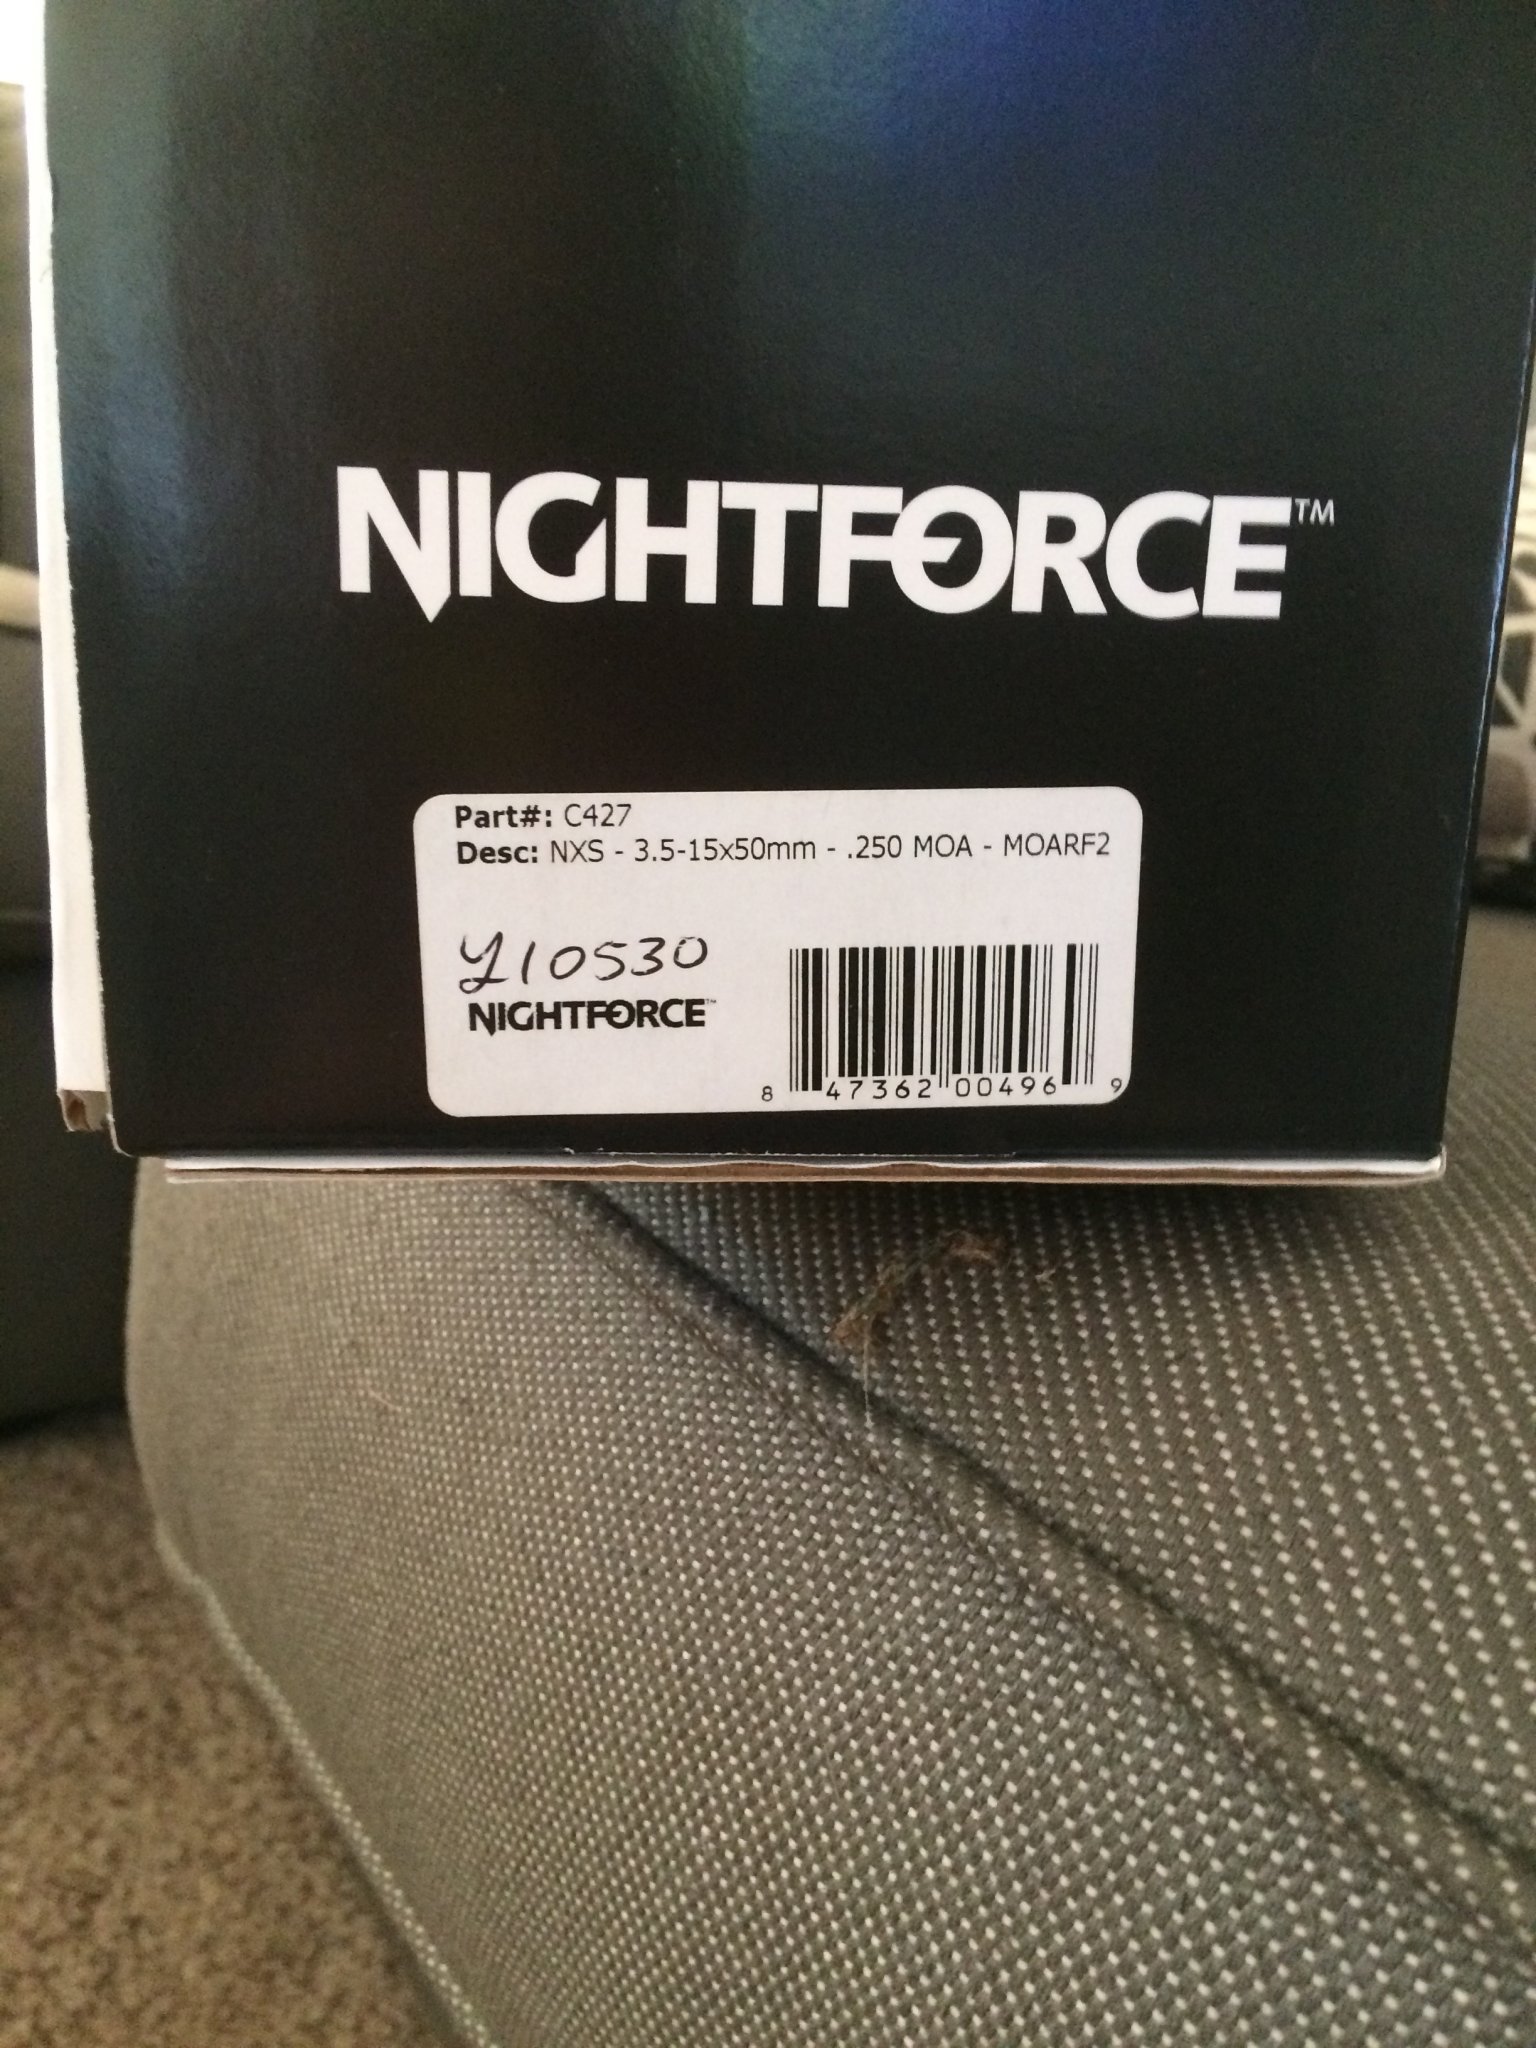 NIGHTFORCE™
Part#: C427
Desc: NXS - 3.5-15x50mm - .250 MOA - MOARF2
Y10530
NIGHTFORCE™
8 47362 00496 9